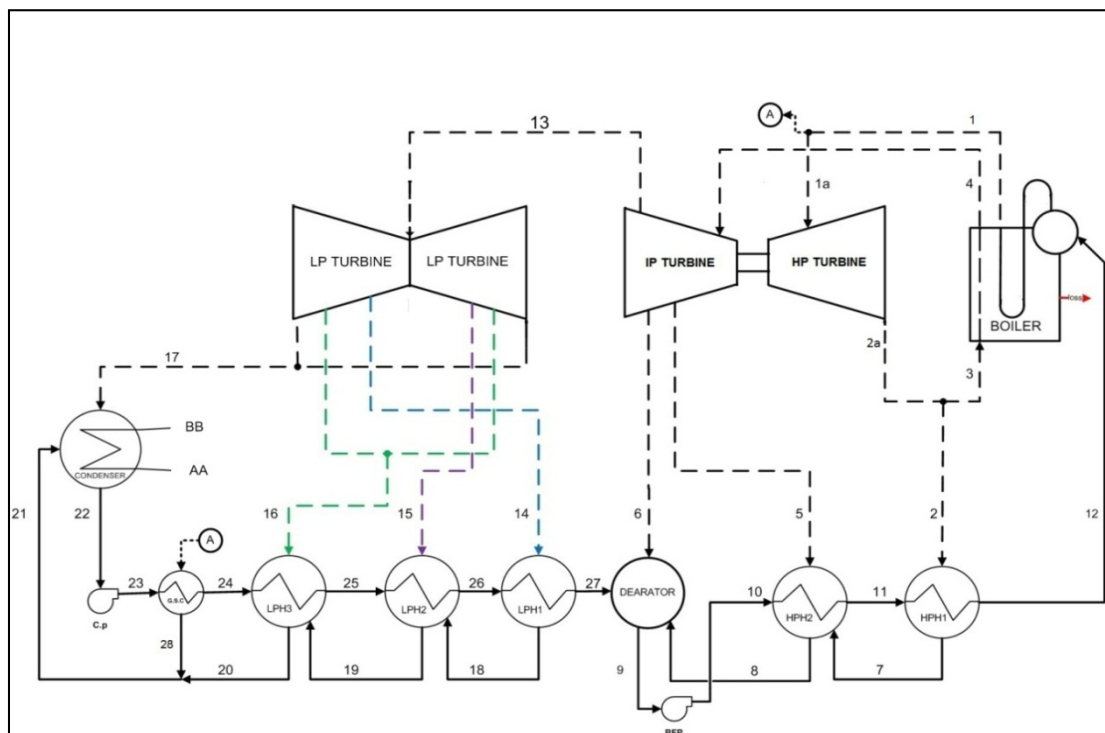 13
A
1
1a
4
LP TURBINE
LP TURBINE
IP TURBINE
HP TURBINE
loss
BOILER
2a
3
17
BB
AA
CONDENSER
21
22
16
15
14
6
5
2
12
A
23
24
25
26
27
10
11
G.S.C
LPH3
LPH2
LPH1
DEARATOR
HPH2
HPH1
C.p
28
20
19
18
9
8
7
BFP